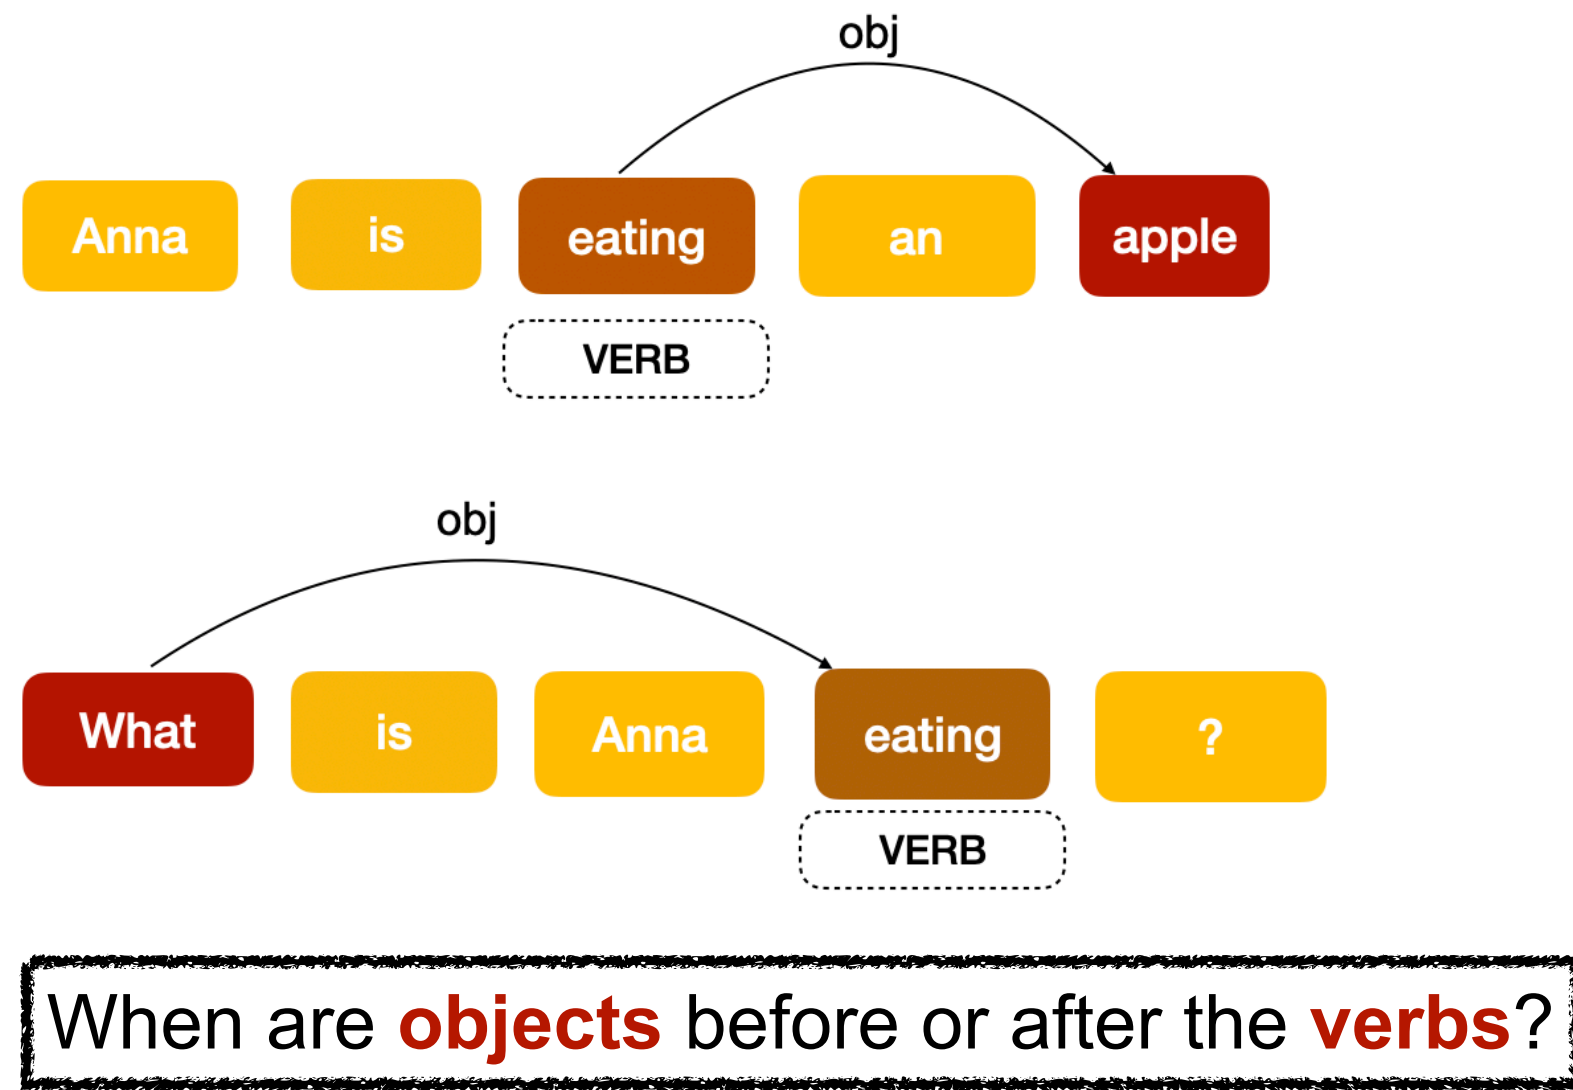 obj
Anna is eating an apple
VERB
obj
What is Anna eating ?
VERB
When are objects before or after the verbs?